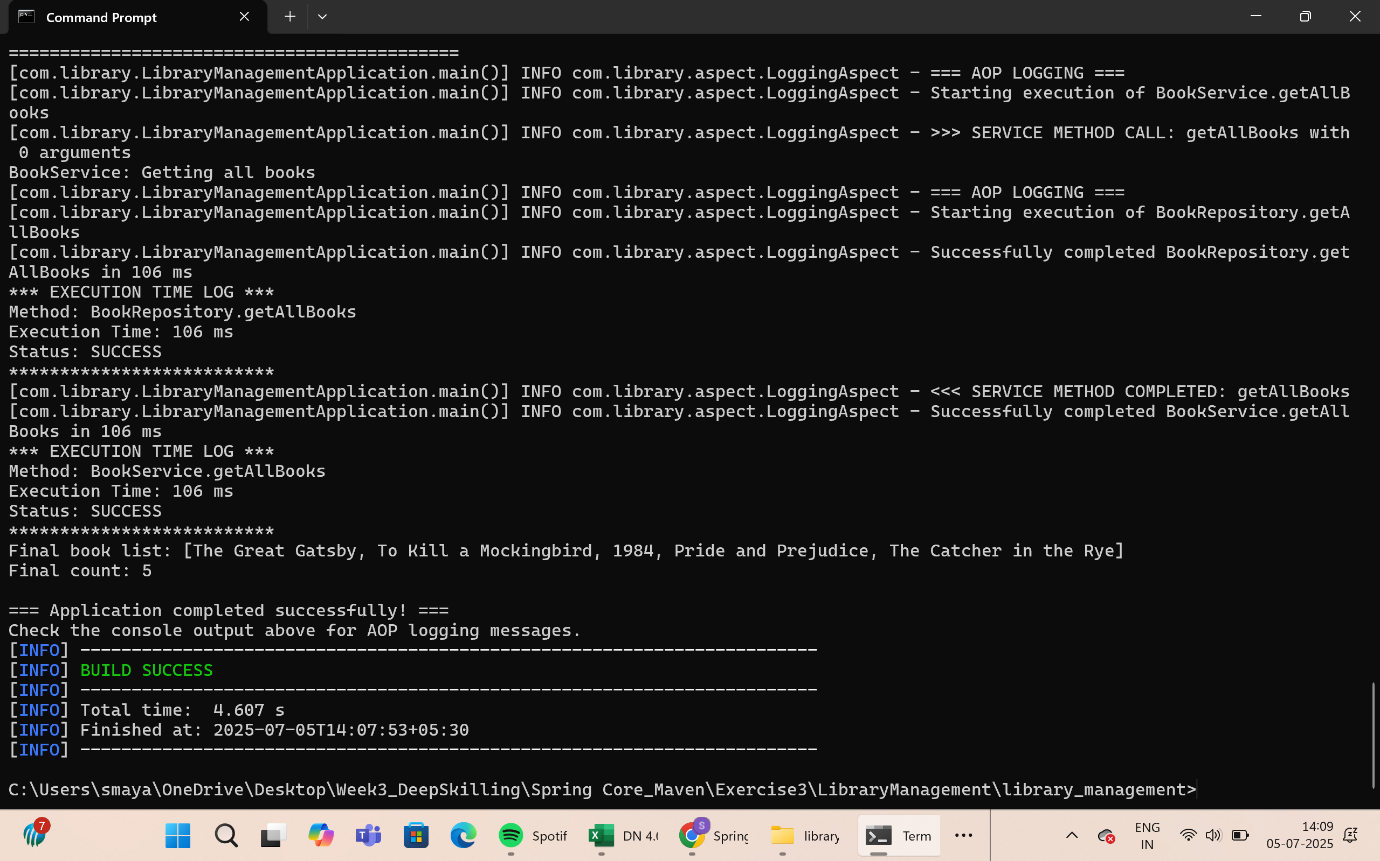 Command Prompt
============================================
[com.library.LibraryManagementApplication.main()] INFO com.library.aspect.LoggingAspect - === AOP LOGGING ===
[com.library.LibraryManagementApplication.main()] INFO com.library.aspect.LoggingAspect - Starting execution of BookService.getAllB
ooks
[com.library.LibraryManagementApplication.main()] INFO com.library.aspect.LoggingAspect - >>> SERVICE METHOD CALL: getAllBooks with
 0 arguments
BookService: Getting all books
[com.library.LibraryManagementApplication.main()] INFO com.library.aspect.LoggingAspect - === AOP LOGGING ===
[com.library.LibraryManagementApplication.main()] INFO com.library.aspect.LoggingAspect - Starting execution of BookRepository.getA
llBooks
[com.library.LibraryManagementApplication.main()] INFO com.library.aspect.LoggingAspect - Successfully completed BookRepository.get
AllBooks in 106 ms
*** EXECUTION TIME LOG ***
Method: BookRepository.getAllBooks
Execution Time: 106 ms
Status: SUCCESS
**************************
[com.library.LibraryManagementApplication.main()] INFO com.library.aspect.LoggingAspect - <<< SERVICE METHOD COMPLETED: getAllBooks
[com.library.LibraryManagementApplication.main()] INFO com.library.aspect.LoggingAspect - Successfully completed BookService.getAll
Books in 106 ms
*** EXECUTION TIME LOG ***
Method: BookService.getAllBooks
Execution Time: 106 ms
Status: SUCCESS
**************************
Final book list: [The Great Gatsby, To Kill a Mockingbird, 1984, Pride and Prejudice, The Catcher in the Rye]
Final count: 5

=== Application completed successfully! ===
Check the console output above for AOP logging messages.
[INFO] ------------------------------------------------------------------------
[INFO] BUILD SUCCESS
[INFO] ------------------------------------------------------------------------
[INFO] Total time:  4.607 s
[INFO] Finished at: 2025-07-05T14:07:53+05:30
[INFO] ------------------------------------------------------------------------

C:\Users\smaya\OneDrive\Desktop\Week3_DeepSkilling\Spring Core_Maven\Exercise3\LibraryManagement\library_management>
7
Spotif
DN 4.(
S
Spring
library
Term
ENG
IN
14:09
05-07-2025